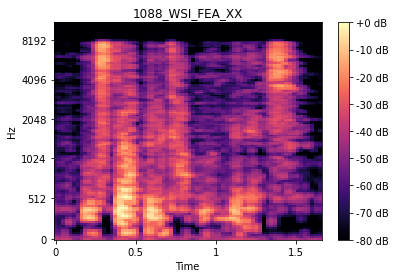 1088_WSI_FEA_XX
+0 dB
8192
-10 dB
4096
-20 dB
-30 dB
2048
Hz
-40 dB
1024
-50 dB
512
-60 dB
-70 dB
0
-80 dB
0
0.5
1
1.5
Time